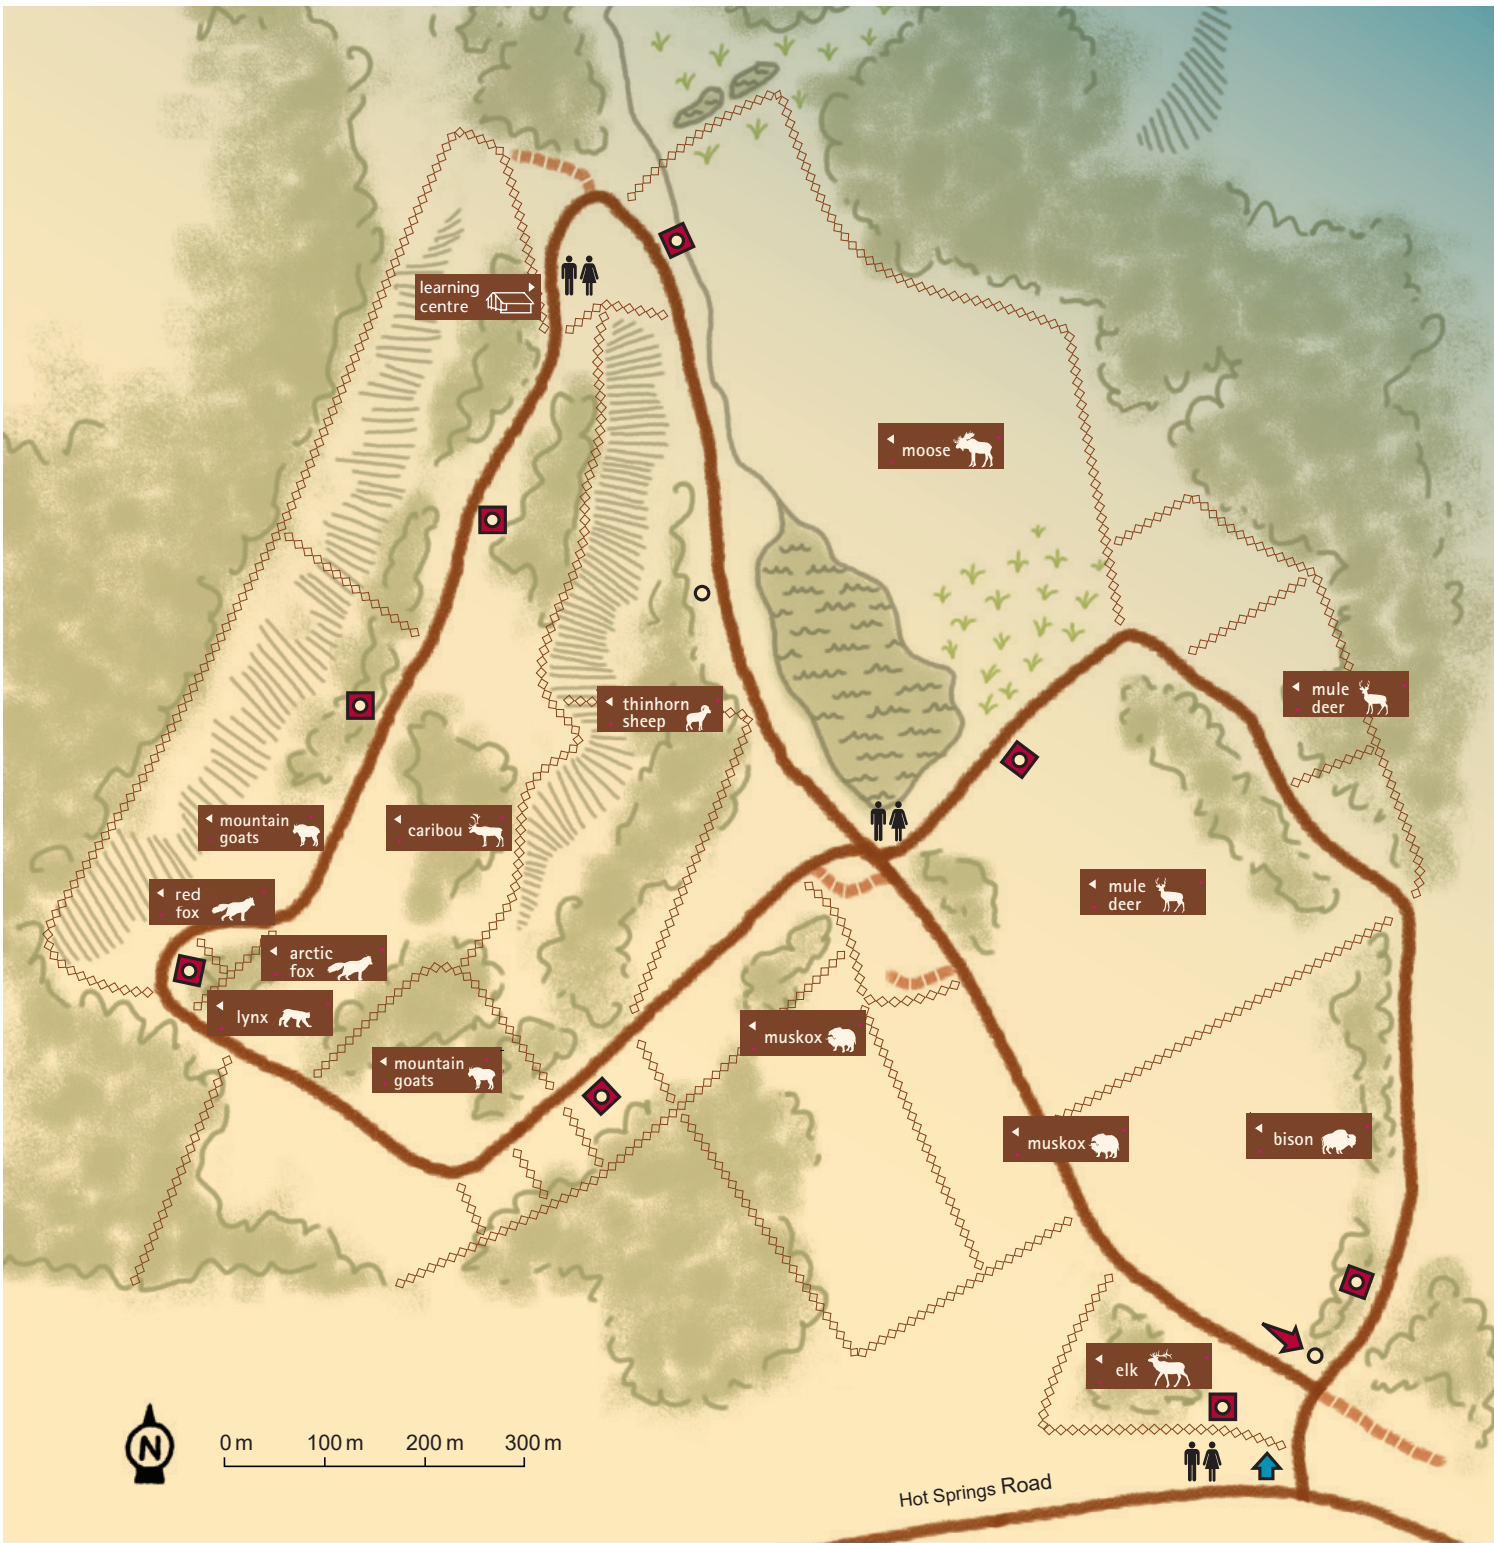 learning
centre
moose
mule
deer
thinhorn
sheep
mountain
goats
caribou
red
fox
mule
deer
arctic
fox
lynx
muskox
mountain
goats
muskox
bison
elk
N
0 m
100 m
200 m
300 m
Hot Springs Road